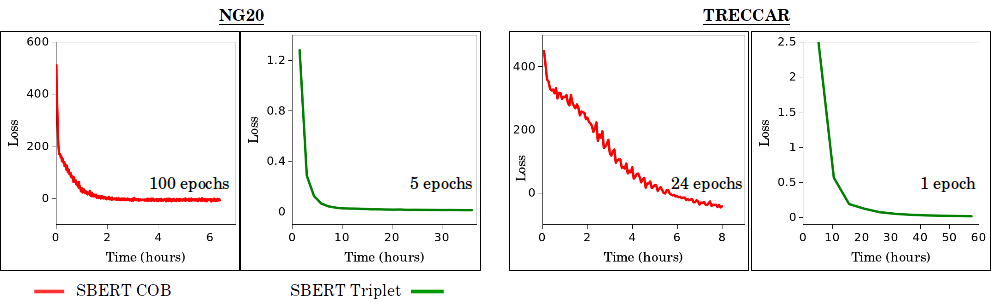 NG20
TRECCAR
600
400
200
0
0 2 4 6
Loss
Time (hours)
100 epochs
1.2
0.8
0.4
0
0 10 20 30
Loss
Time (hours)
5 epochs
400
200
0
0 2 4 6 8
Loss
Time (hours)
24 epochs
2.5
2
1.5
1
0.5
0
0 10 20 30 40 50 60
Loss
Time (hours)
1 epoch
SBERT COB
SBERT Triplet